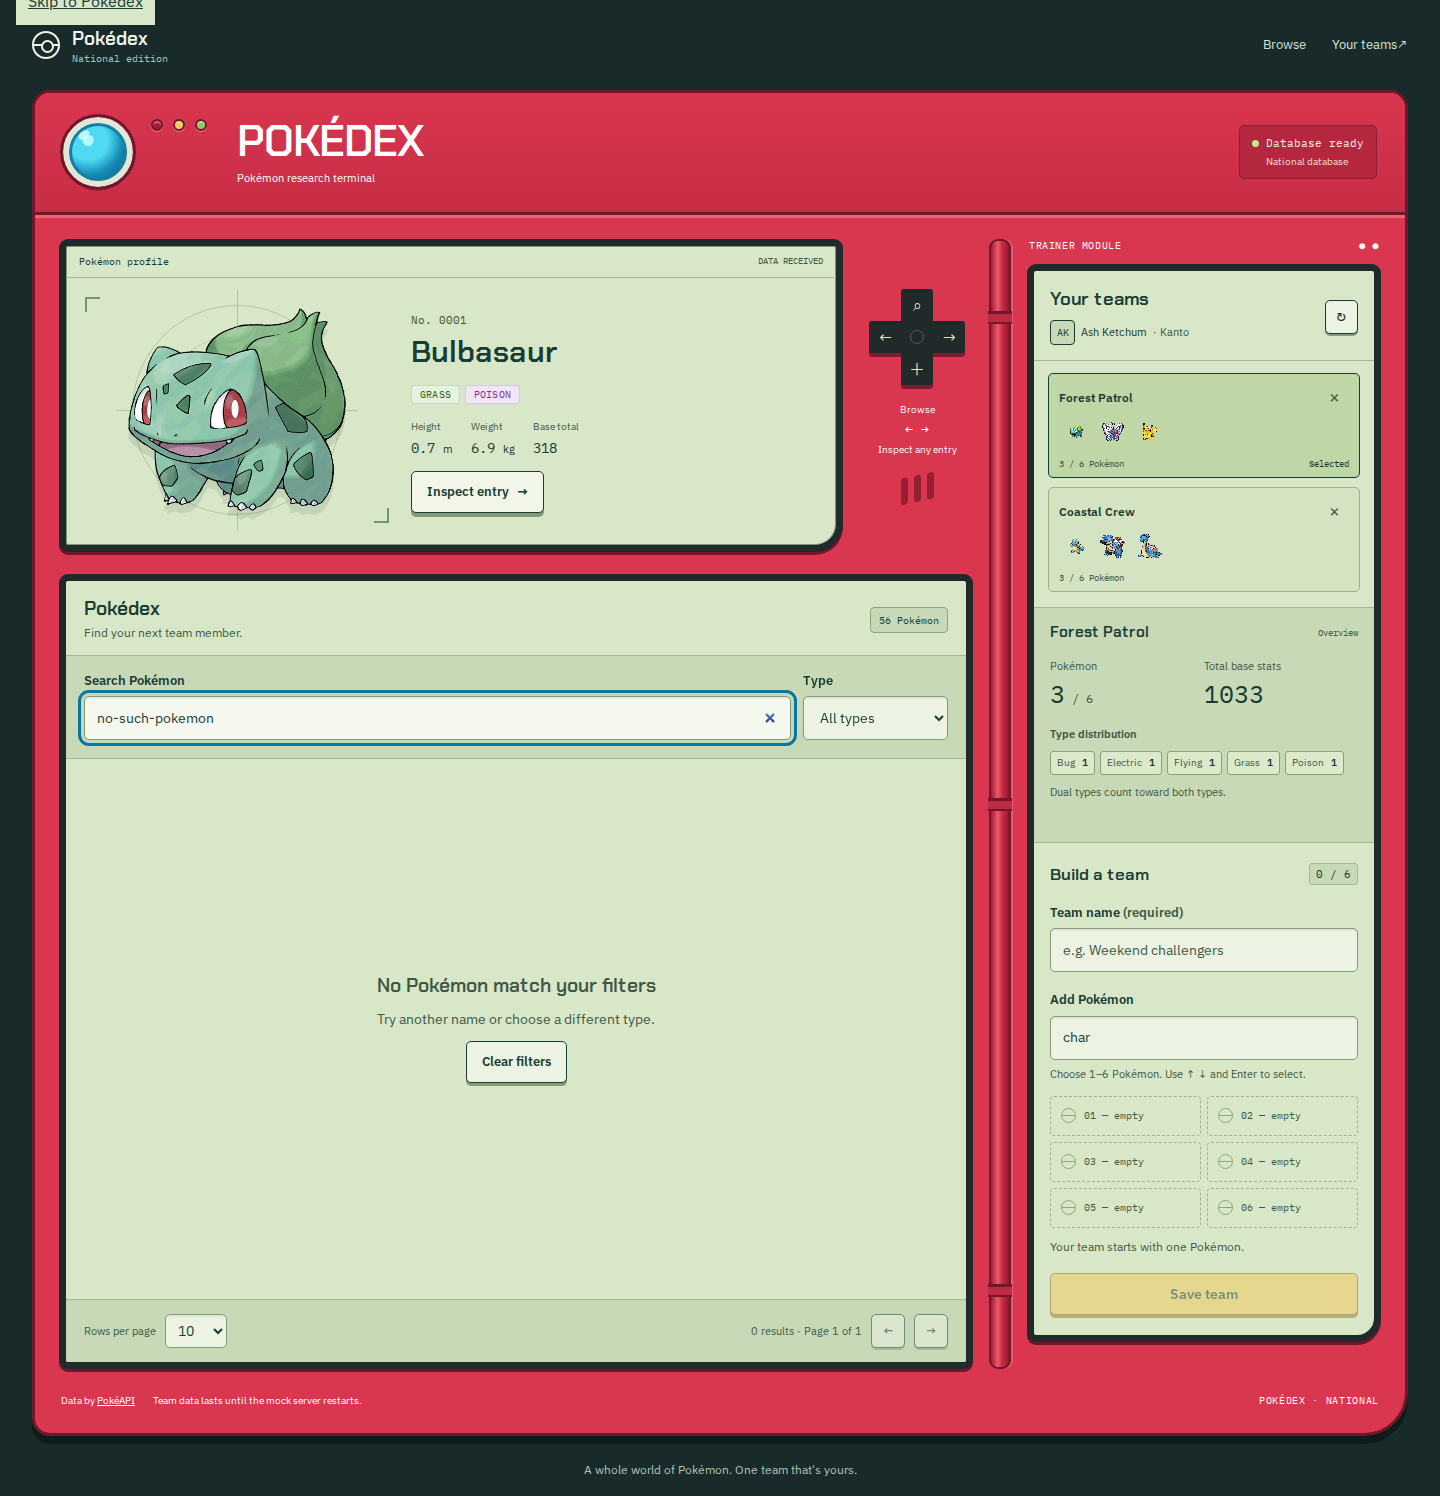 Skip to Pokédex
Pokédex
National edition
Browse
Your teams↗
POKÉDEX
Pokémon research terminal
Database ready
National database
Pokémon profile
DATA RECEIVED
No. 0001
Bulbasaur
GRASS
POISON
Height
Weight
Base total
0.7 m
6.9 kg
318
Inspect entry →
Browse
← →
Inspect any entry
Pokédex
Find your next team member.
56 Pokémon
Search Pokémon
Type
no-such-pokemon
All types
No Pokémon match your filters
Try another name or choose a different type.
Clear filters
Rows per page
10
0 results · Page 1 of 1
←
→
TRAINER MODULE
Your teams
AK
Ash Ketchum · Kanto
Forest Patrol
3 / 6 Pokémon
Selected
Coastal Crew
3 / 6 Pokémon
Forest Patrol
Overview
Pokémon
Total base stats
3 / 6
1033
Type distribution
Bug 1
Electric 1
Flying 1
Grass 1
Poison 1
Dual types count toward both types.
Build a team
0 / 6
Team name (required)
e.g. Weekend challengers
Add Pokémon
char
Choose 1–6 Pokémon. Use ↑ ↓ and Enter to select.
01 — empty
02 — empty
03 — empty
04 — empty
05 — empty
06 — empty
Your team starts with one Pokémon.
Save team
Data by PokéAPI
Team data lasts until the mock server restarts.
POKÉDEX · NATIONAL
A whole world of Pokémon. One team that's yours.